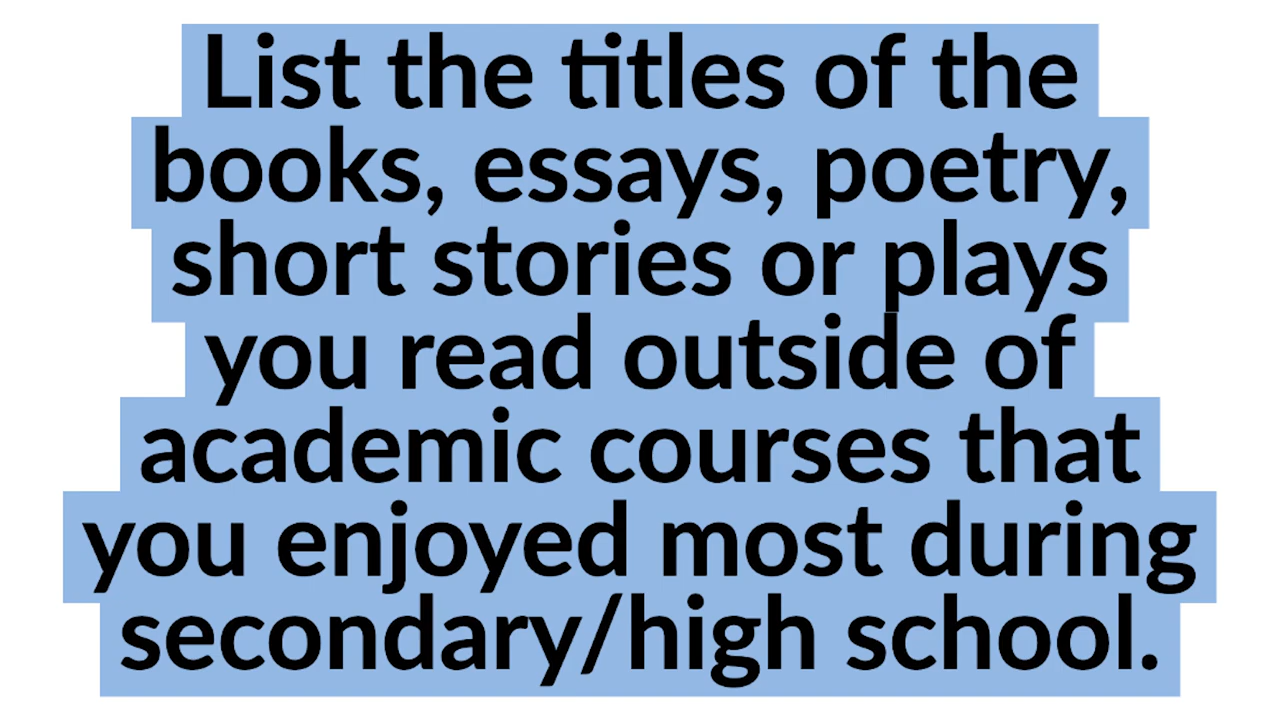 List the titles of the
books, essays, poetry,
short stories or plays
you read outside of
academic courses that
you enjoyed most during
secondary/high school.